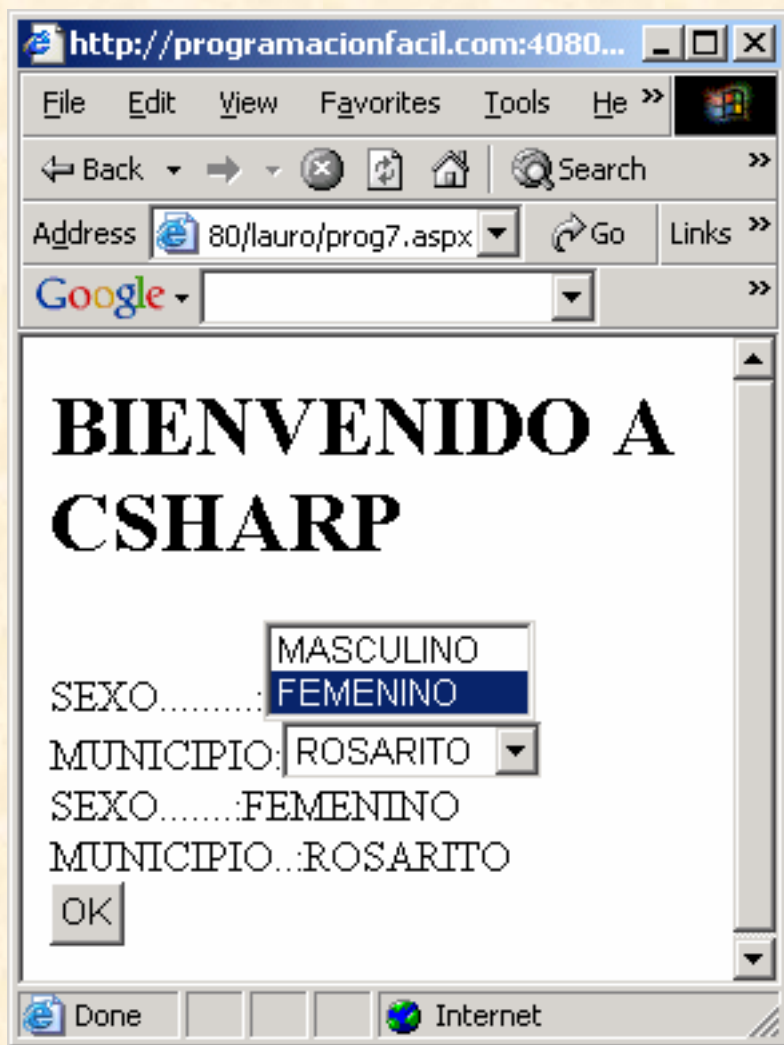 http://programacionfacil.com:4080...
File Edit View Favorites Tools He »
Back Search »
Address 80/lauro/prog7.aspx Go Links »
Google »
BIENVENIDO A
CSHARP
MASCULINO
SEXO..........: FEMENINO
MUNICIPIO: ROSARITO
SEXO.......:FEMENINO
MUNICIPIO..:ROSARITO
OK
Done Internet